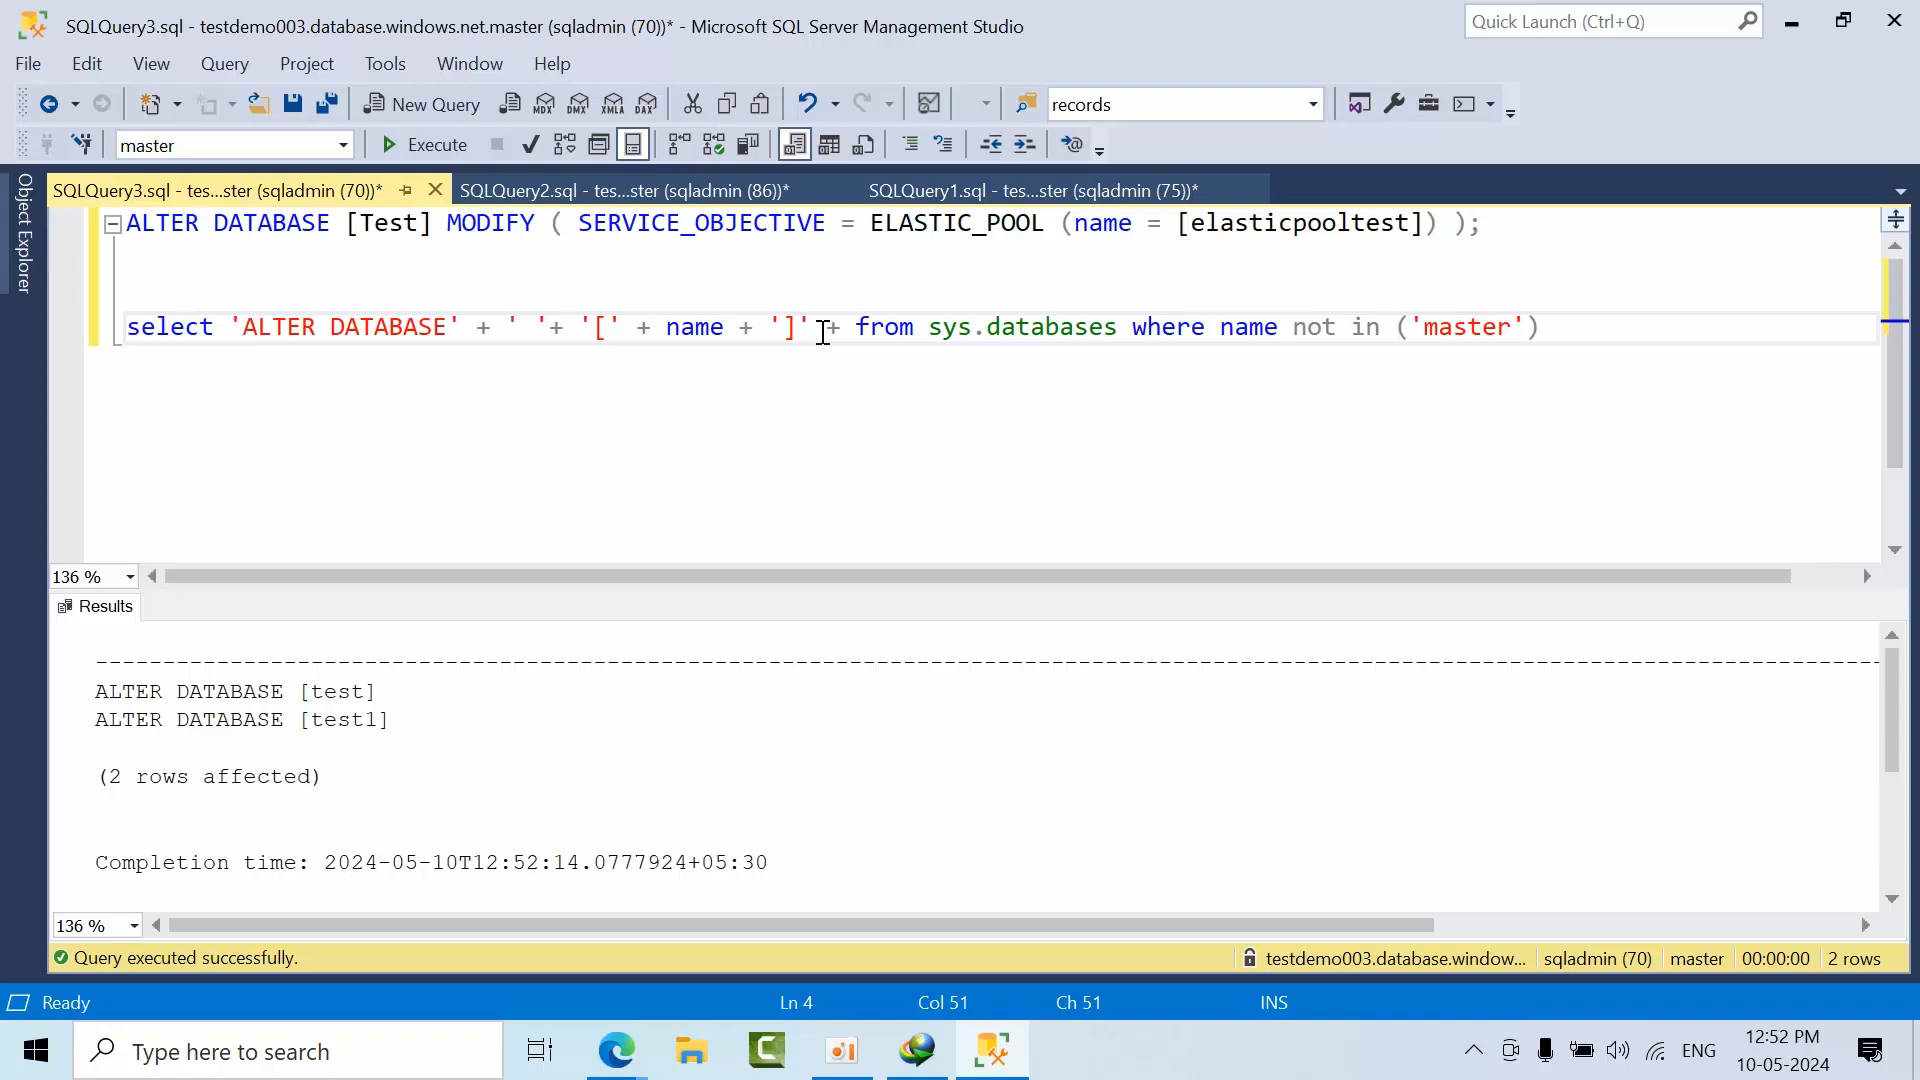 SQLQuery3.sql - testdemo003.database.windows.net.master (sqladmin (70))* - Microsoft SQL Server Management Studio
Quick Launch (Ctrl+Q)
File Edit View Query Project Tools Window Help
New Query MDX DMX XMLA DAX records
master Execute
Object Explorer
SQLQuery3.sql - tes...ster (sqladmin (70))* SQLQuery2.sql - tes...ster (sqladmin (86))* SQLQuery1.sql - tes...ster (sqladmin (75))*
ALTER DATABASE [Test] MODIFY ( SERVICE_OBJECTIVE = ELASTIC_POOL (name = [elasticpooltest]) );
select 'ALTER DATABASE' + ' '+ '[' + name + ']' + from sys.databases where name not in ('master')
136 %
Results
--------------------------------------------------------------------------------------------------------------------------------
ALTER DATABASE [test]
ALTER DATABASE [test1]
(2 rows affected)
Completion time: 2024-05-10T12:52:14.0777924+05:30
136 %
Query executed successfully. testdemo003.database.window... sqladmin (70) master 00:00:00 2 rows
Ready Ln 4 Col 51 Ch 51 INS
Type here to search
ENG
12:52 PM
10-05-2024